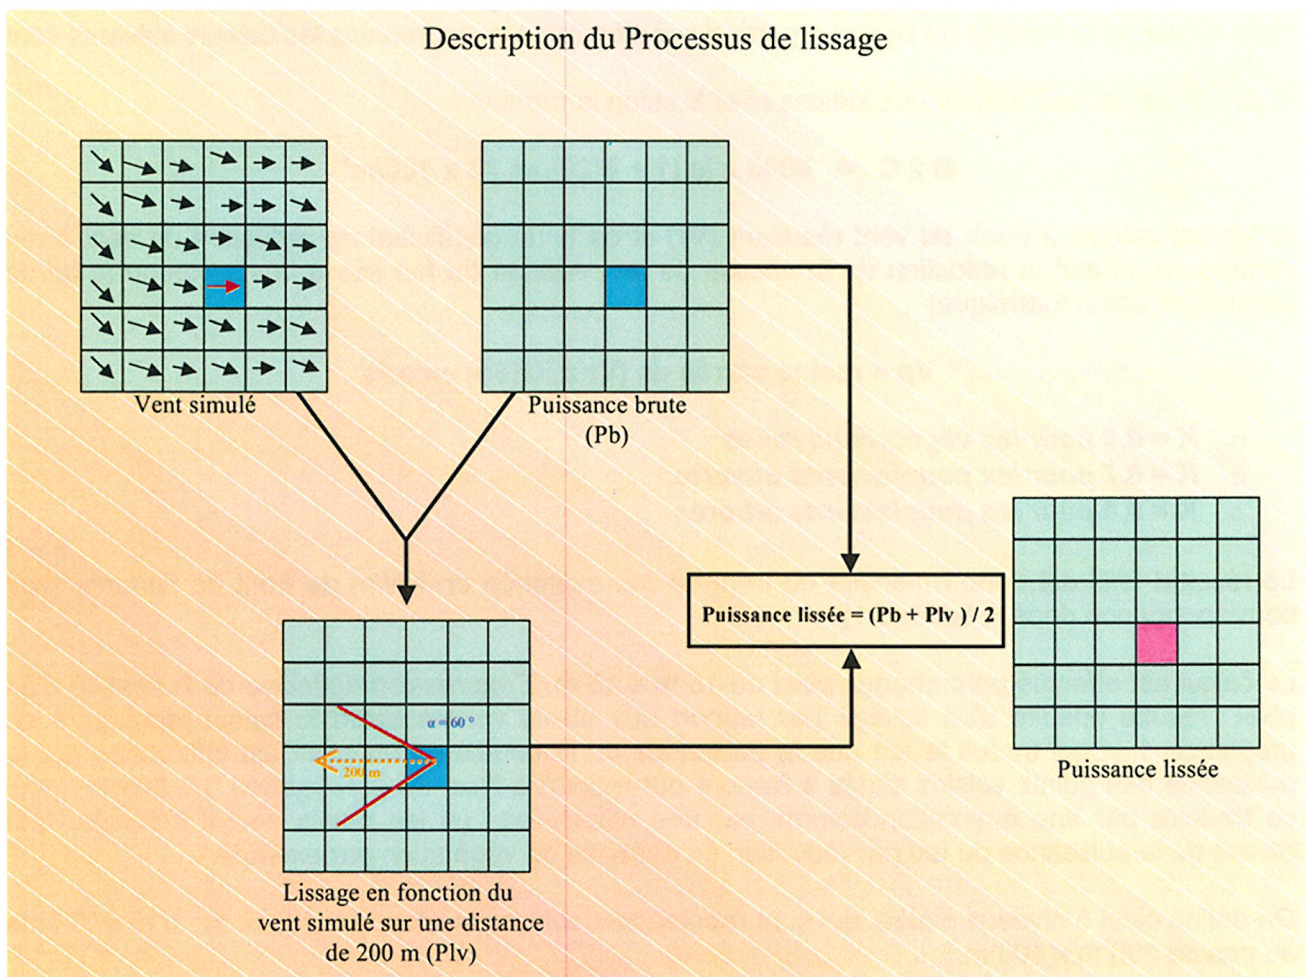 Description du Processus de lissage
Vent simulé
Puissance brute
(Pb)
Puissance lissée = (Pb + Plv ) / 2
α = 60 °
200 m
Puissance lissée
Lissage en fonction du
vent simulé sur une distance
de 200 m (Plv)